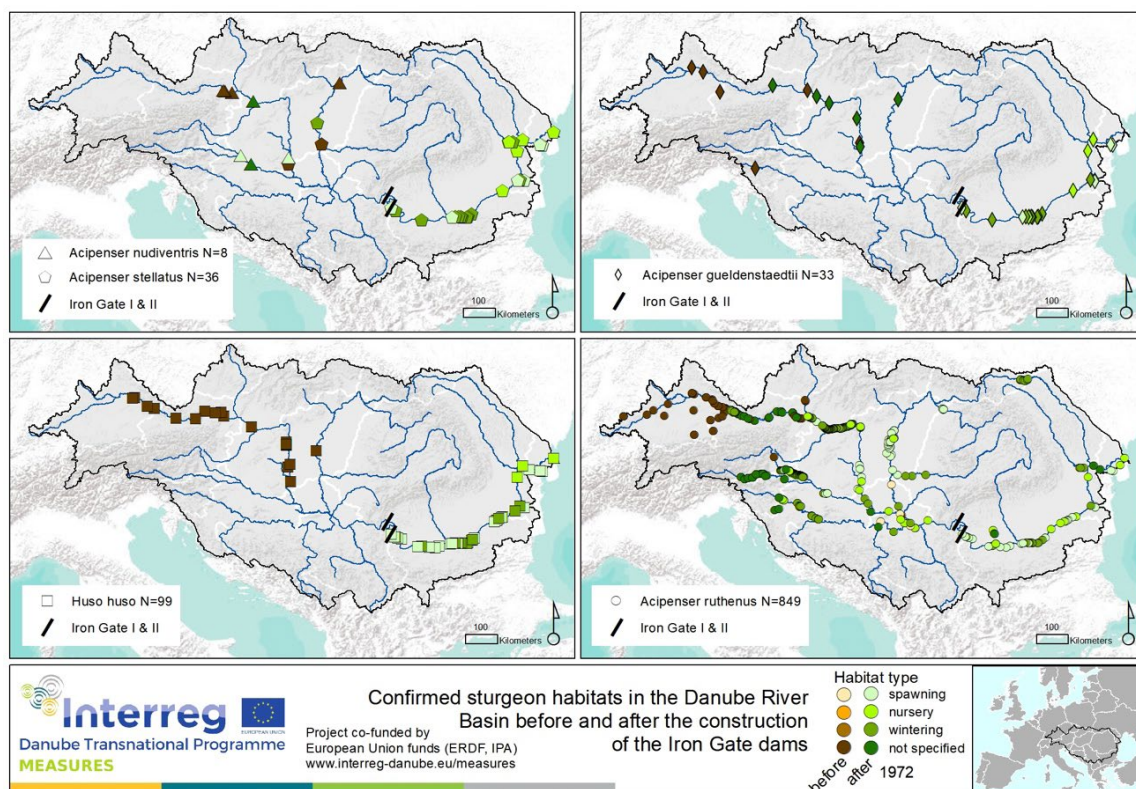 Acipenser nudiventris N=8
Acipenser stellatus N=36
Iron Gate I & II
100
Kilometers
Acipenser gueldenstaedtii N=33
Iron Gate I & II
100
Kilometers
Huso huso N=99
Iron Gate I & II
100
Kilometers
Acipenser ruthenus N=849
Iron Gate I & II
100
Kilometers
Interreg
EUROPEAN UNION
Danube Transnational Programme
MEASURES
Project co-funded by
European Union funds (ERDF, IPA)
www.interreg-danube.eu/measures
Confirmed sturgeon habitats in the Danube River
Basin before and after the construction
of the Iron Gate dams
Habitat type
spawning
nursery
wintering
not specified
before
after
1972